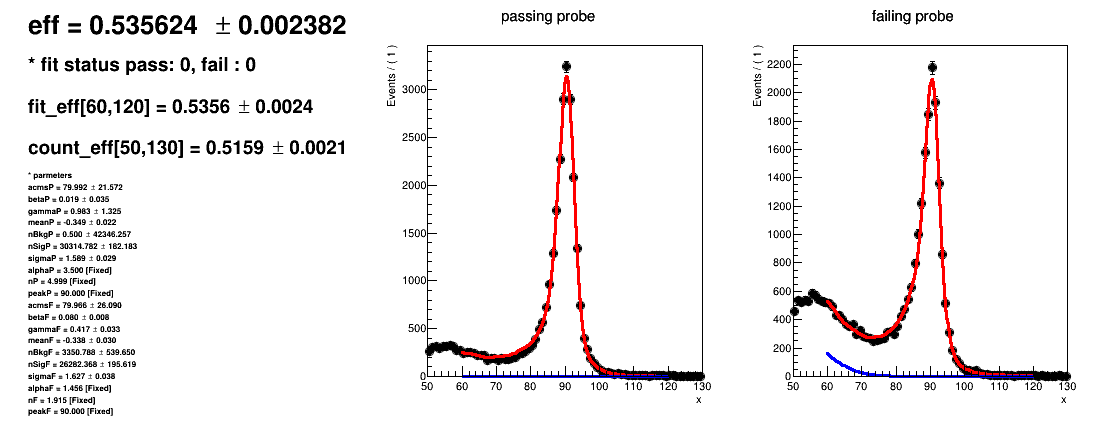 eff = 0.535624 ± 0.002382
* fit status pass: 0, fail : 0
fit_eff[60,120] = 0.5356 ± 0.0024
count_eff[50,130] = 0.5159 ± 0.0021
* parmeters
acmsP = 79.992 ± 21.572
betaP = 0.019 ± 0.035
gammaP = 0.983 ± 1.325
meanP = -0.349 ± 0.022
nBkgP = 0.500 ± 42346.257
nSigP = 30314.782 ± 182.183
sigmaP = 1.589 ± 0.029
alphaP = 3.500 [Fixed]
nP = 4.999 [Fixed]
peakP = 90.000 [Fixed]
acmsF = 79.966 ± 26.090
betaF = 0.080 ± 0.008
gammaF = 0.417 ± 0.033
meanF = -0.338 ± 0.030
nBkgF = 3350.788 ± 539.650
nSigF = 26282.368 ± 195.619
sigmaF = 1.627 ± 0.038
alphaF = 1.456 [Fixed]
nF = 1.915 [Fixed]
peakF = 90.000 [Fixed]
passing probe
Events / ( 1 )
3000
2500
2000
1500
1000
500
0
50 60 70 80 90 100 110 120 130
x
failing probe
Events / ( 1 )
2200
2000
1800
1600
1400
1200
1000
800
600
400
200
0
50 60 70 80 90 100 110 120 130
x